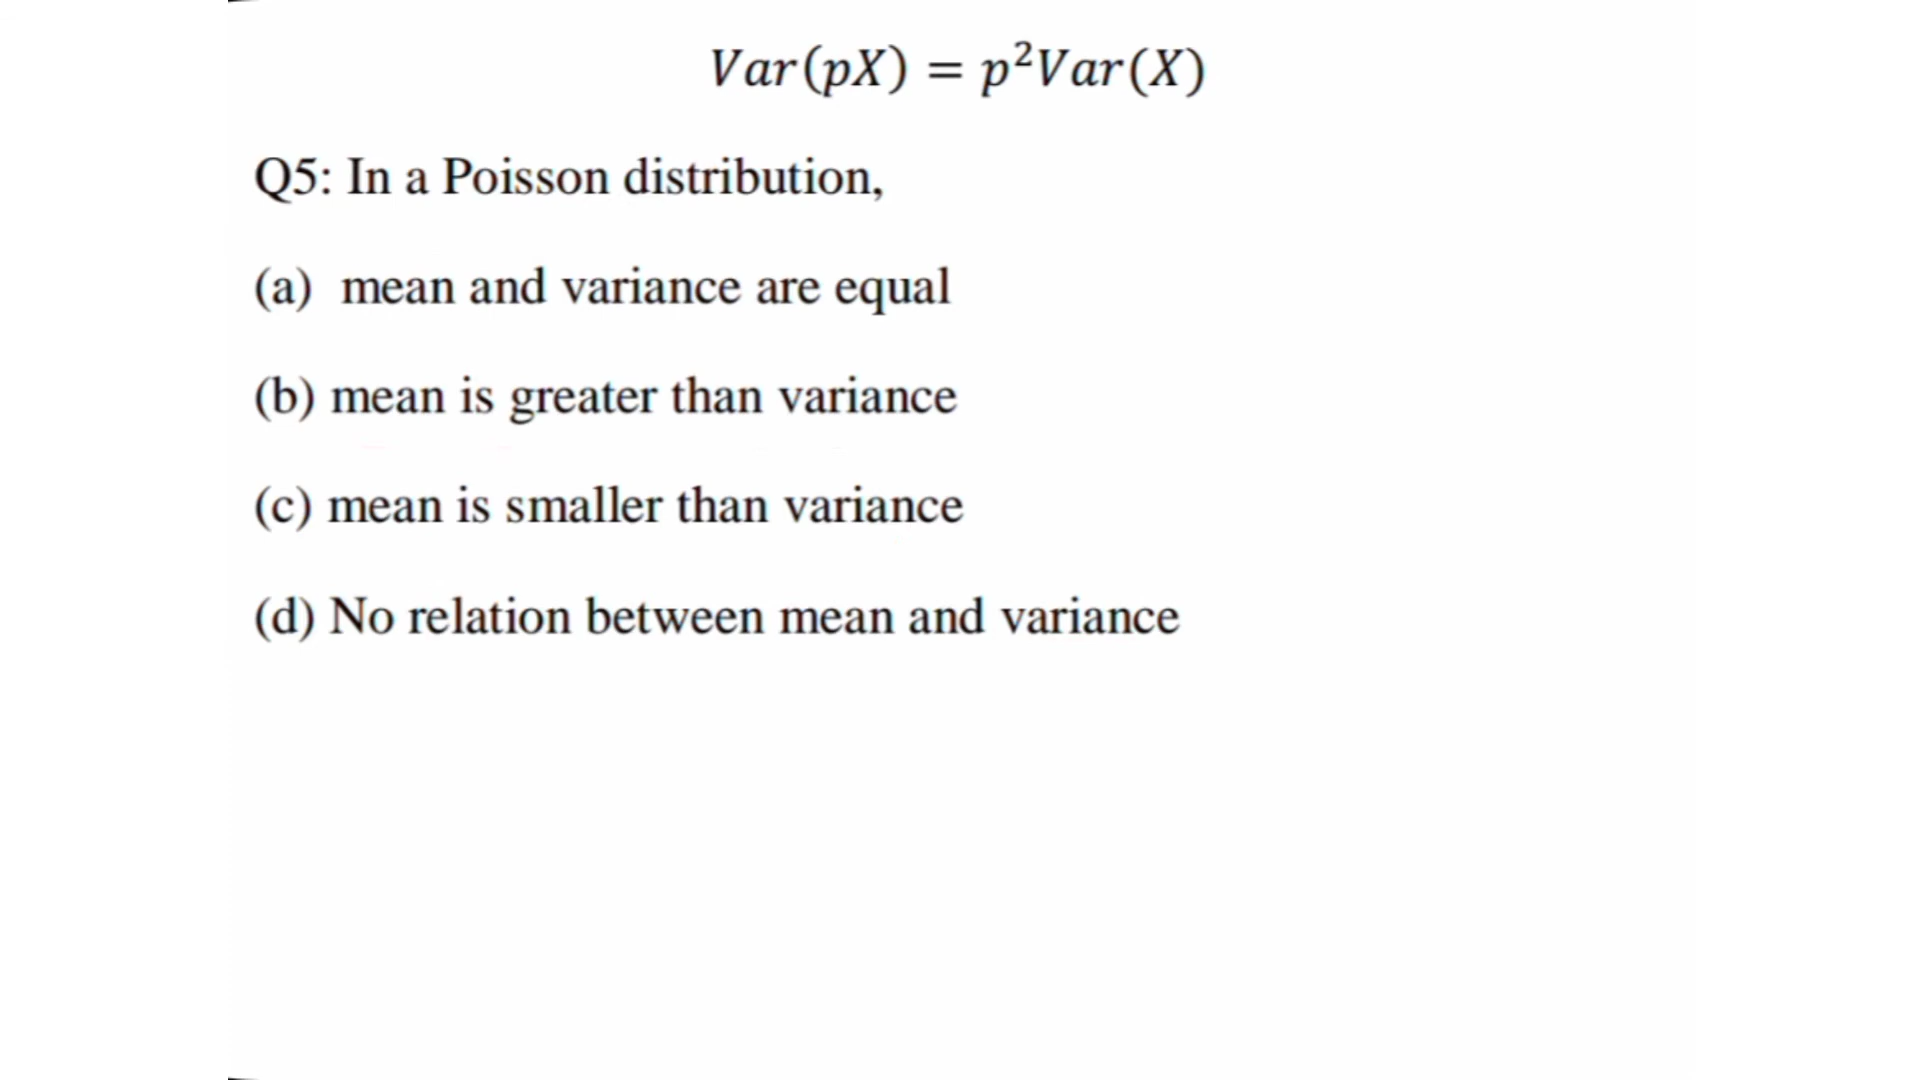 Var(pX) = p²Var(X)
Q5: In a Poisson distribution,
(a) mean and variance are equal
(b) mean is greater than variance
(c) mean is smaller than variance
(d) No relation between mean and variance